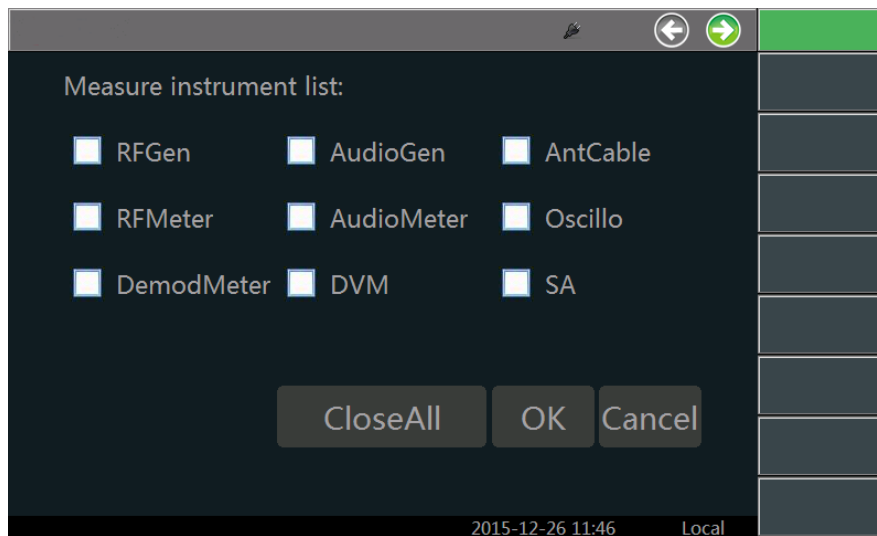 Measure instrument list:
RFGen AudioGen AntCable
RFMeter AudioMeter Oscillo
DemodMeter DVM SA
CloseAll OK Cancel
2015-12-26 11:46 Local